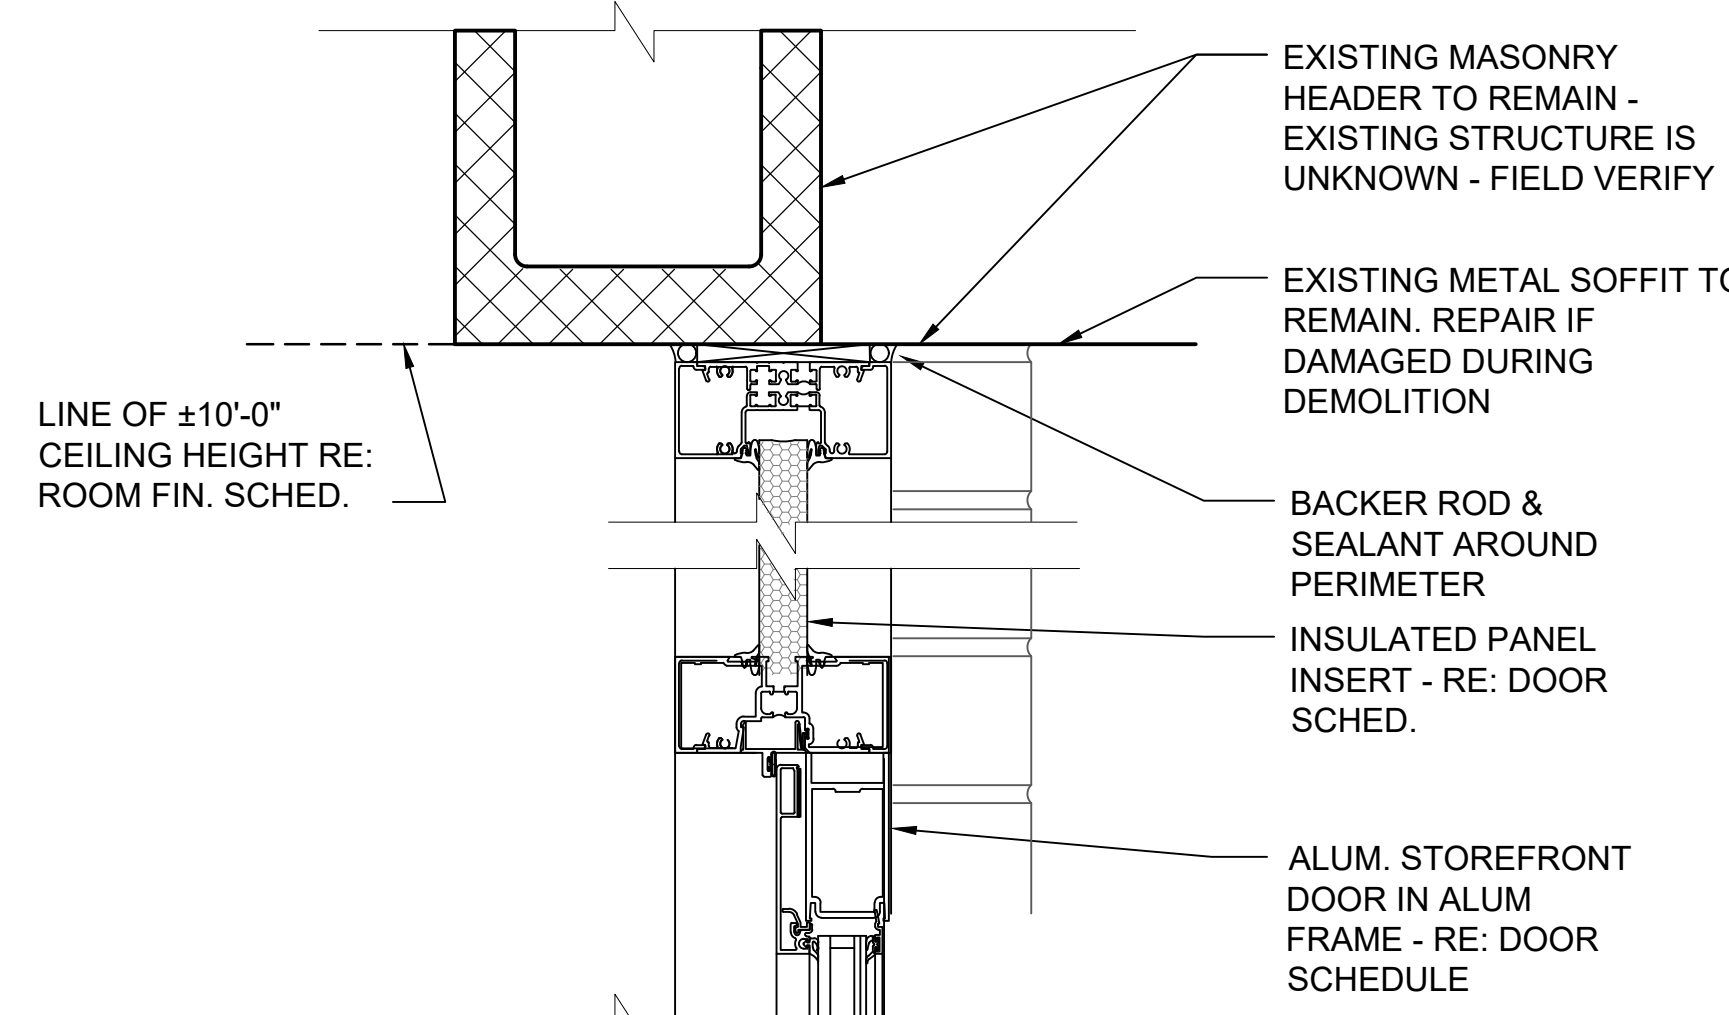 EXISTING MASONRY
HEADER TO REMAIN -
EXISTING STRUCTURE IS
UNKNOWN - FIELD VERIFY
EXISTING METAL SOFFIT TO
REMAIN. REPAIR IF
DAMAGED DURING
DEMOLITION
LINE OF ±10'-0"
CEILING HEIGHT RE:
ROOM FIN. SCHED.
BACKER ROD &
SEALANT AROUND
PERIMETER
INSULATED PANEL
INSERT - RE: DOOR
SCHED.
ALUM. STOREFRONT
DOOR IN ALUM
FRAME - RE: DOOR
SCHEDULE